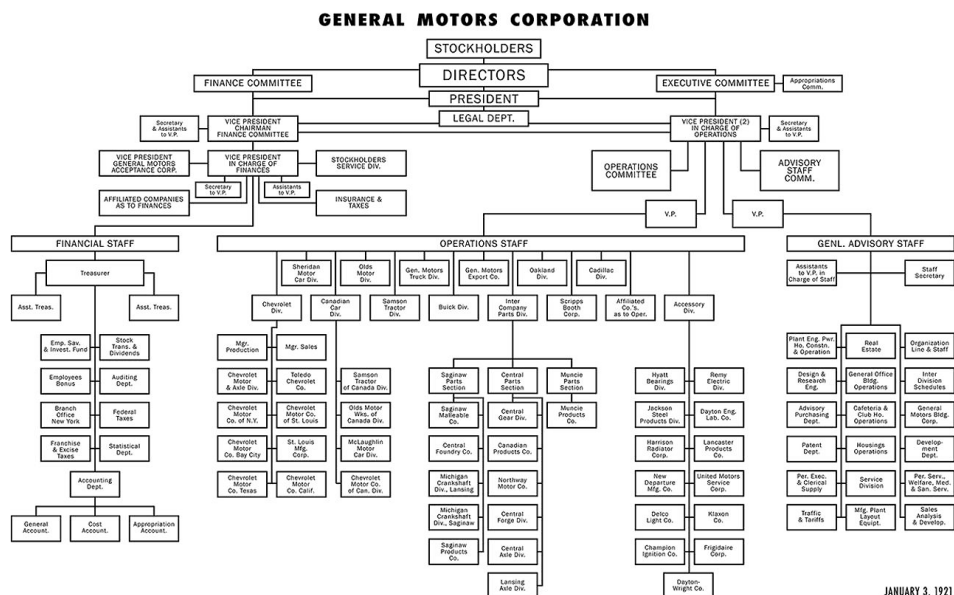 GENERAL MOTORS CORPORATION
STOCKHOLDERS
DIRECTORS
FINANCE COMMITTEE
EXECUTIVE COMMITTEE
Appropriations
Comm.
PRESIDENT
LEGAL DEPT.
Secretary
& Assistants
to V.P.
VICE PRESIDENT
CHAIRMAN
FINANCE COMMITTEE
VICE PRESIDENT (2)
IN CHARGE OF
OPERATIONS
Secretary
& Assistants
to V.P.
VICE PRESIDENT
GENERAL MOTORS
ACCEPTANCE CORP.
VICE PRESIDENT
IN CHARGE OF
FINANCES
STOCKHOLDERS
SERVICE DIV.
OPERATIONS
COMMITTEE
ADVISORY
STAFF
COMM.
Secretary
to V.P.
Assistants
to V.P.
AFFILIATED COMPANIES
AS TO FINANCES
INSURANCE &
TAXES
V.P.
V.P.
FINANCIAL STAFF
OPERATIONS STAFF
GENL. ADVISORY STAFF
Treasurer
Asst. Treas.
Asst. Treas.
Emp. Sav.
& Invest. Fund
Stock
Trans. &
Dividends
Employees
Bonus
Auditing
Dept.
Branch
Office
New York
Federal
Taxes
Franchise
& Excise
Taxes
Statistical
Dept.
Accounting
Dept.
General
Account.
Cost
Account.
Appropriation
Account.
Sheridan
Motor
Car Div.
Olds
Motor
Div.
Gen. Motors
Truck Div.
Gen. Motors
Export Co.
Oakland
Div.
Cadillac
Div.
Chevrolet
Div.
Canadian
Car
Div.
Samson
Tractor
Div.
Buick Div.
Inter
Company
Parts Div.
Scripps
Booth
Corp.
Affiliated
Co.'s.
as to Oper.
Accessory
Div.
Mgr.
Production
Mgr. Sales
Chevrolet
Motor
& Axle Div.
Toledo
Chevrolet
Co.
Samson
Tractor
of Canada Div.
Chevrolet
Motor
Co. of N.Y.
Chevrolet
Motor Co.
of St. Louis
Olds Motor
Wks. of
Canada Div.
Chevrolet
Motor
Co. Bay City
St. Louis
Mfg.
Corp.
McLaughlin
Motor
Car Div.
Chevrolet
Motor
Co. Texas
Chevrolet
Motor
Co. Calif.
Chevrolet
Motor Co.
of Can. Div.
Saginaw
Parts
Section
Central
Parts
Section
Muncie
Parts
Section
Saginaw
Malleable
Co.
Central
Gear Div.
Muncie
Products
Co.
Central
Foundry Co.
Canadian
Products Co.
Michigan
Crankshaft
Div., Lansing
Northway
Motor Co.
Michigan
Crankshaft
Div., Saginaw
Central
Forge Div.
Saginaw
Products
Co.
Central
Axle Div.
Lansing
Axle Div.
Hyatt
Bearings
Div.
Remy
Electric
Div.
Jackson
Steel
Products Div.
Dayton Eng.
Lab. Co.
Harrison
Radiator
Corp.
Lancaster
Products
Co.
New
Departure
Mfg. Co.
United Motors
Service
Corp.
Delco
Light Co.
Klaxon
Co.
Champion
Ignition Co.
Frigidaire
Corp.
Dayton-
Wright Co.
Assistants
to V.P. in
Charge of Staff
Staff
Secretary
Plant Eng. Pwr.
Ho. Constn.
& Operation
Real
Estate
Organization
Line & Staff
Design &
Research
Eng.
General Office
Bldg.
Operations
Inter
Division
Schedules
Advisory
Purchasing
Dept.
Cafeteria &
Club Ho.
Operations
General
Motors Bldg.
Corp.
Patent
Dept.
Housings
Operations
Develop-
ment
Dept.
Per. Exec.
& Clerical
Supply
Service
Division
Per. Serv.,
Welfare, Med.
& San. Serv.
Traffic
& Tariffs
Mfg. Plant
Layout
Equipt.
Sales
Analysis
& Develop.
JANUARY 3, 1921